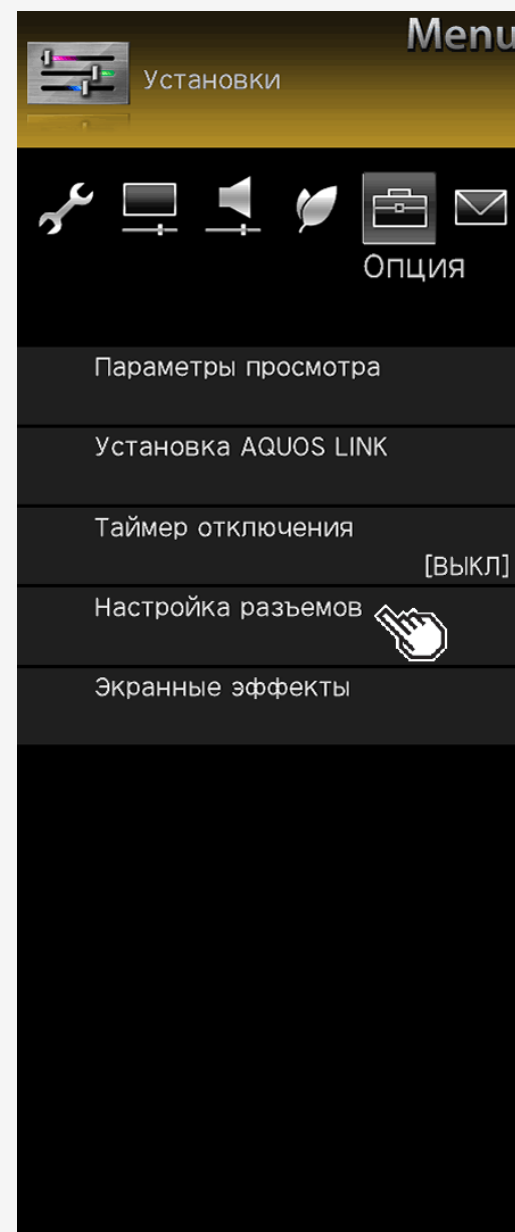 Menu
Установки
Опция
Параметры просмотра
Установка AQUOS LINK
Таймер отключения
[ВЫКЛ]
Настройка разъемов
Экранные эффекты